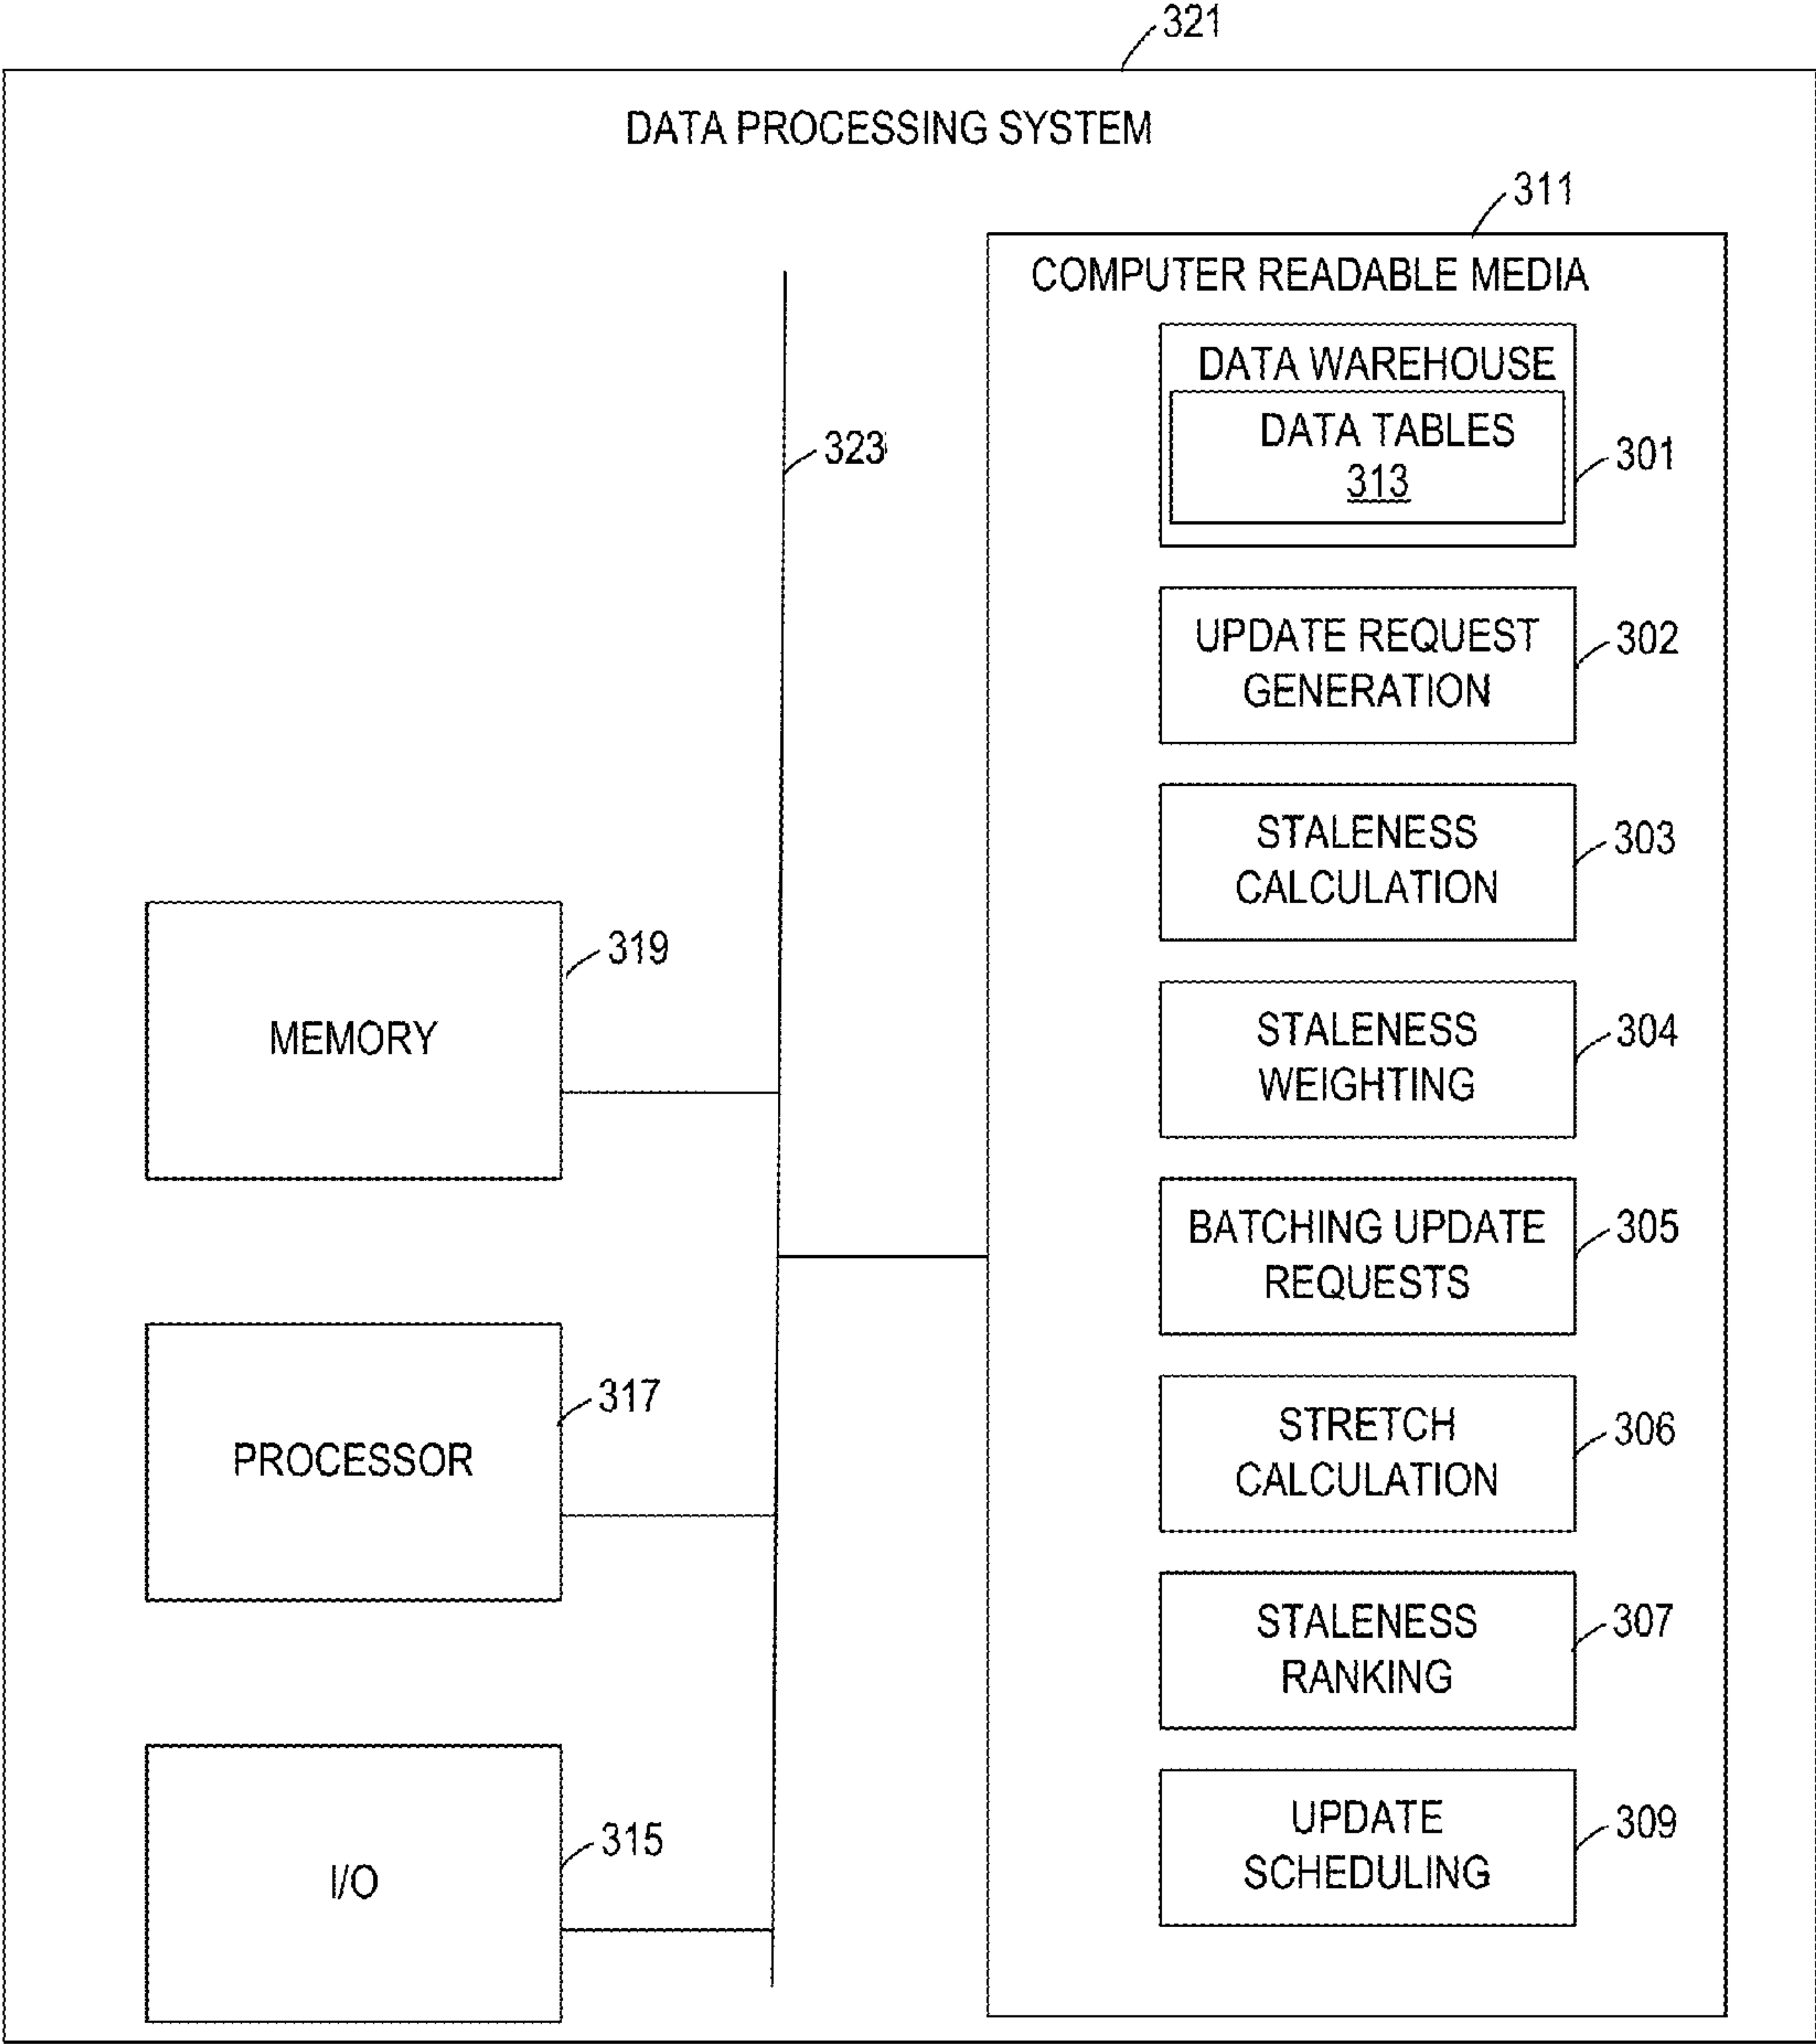 321
DATA PROCESSING SYSTEM
311
COMPUTER READABLE MEDIA
DATA WAREHOUSE
DATA TABLES
313
301
323
UPDATE REQUEST
GENERATION
302
STALENESS
CALCULATION
303
MEMORY
319
STALENESS
WEIGHTING
304
BATCHING UPDATE
REQUESTS
305
PROCESSOR
317
STRETCH
CALCULATION
306
STALENESS
RANKING
307
I/O
315
UPDATE
SCHEDULING
309